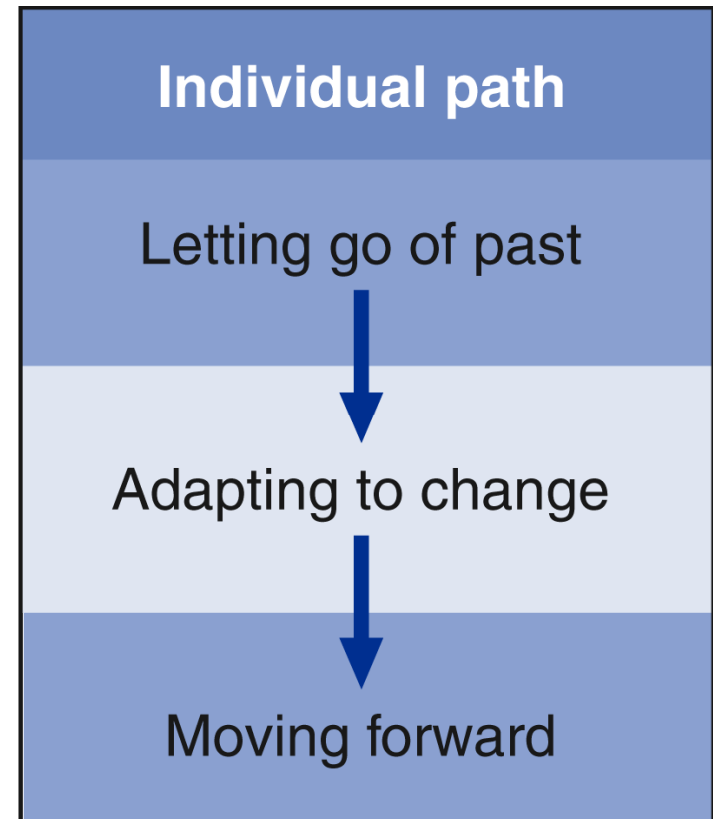 Individual path
Letting go of past
Adapting to change
Moving forward